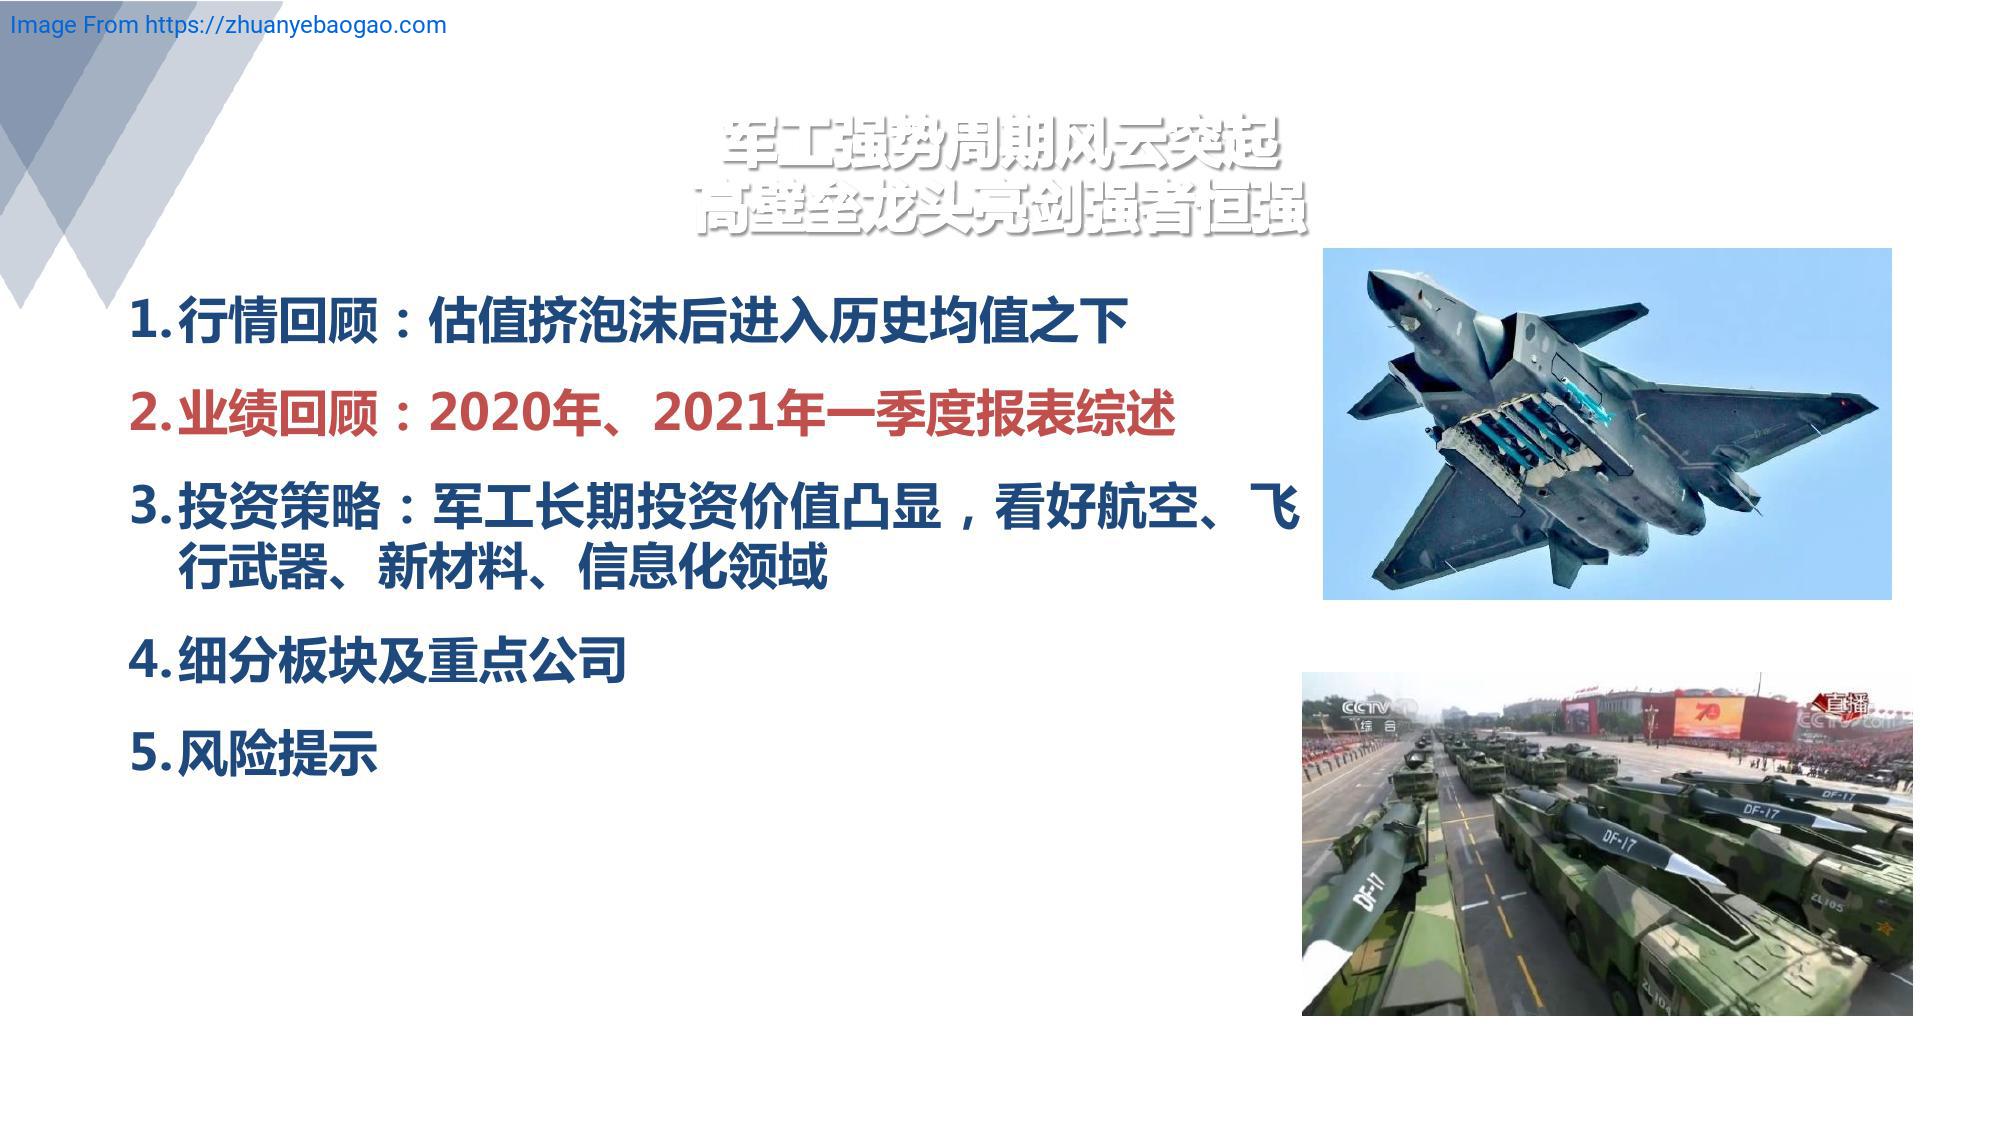 Image From https://zhuanyebaogao.com
军工强势周期风云突起
高壁垒龙头亮剑强者恒强
1. 行情回顾：估值挤泡沫后进入历史均值之下
2. 业绩回顾：2020年、2021年一季度报表综述
3. 投资策略：军工长期投资价值凸显，看好航空、飞
行武器、新材料、信息化领域
4. 细分板块及重点公司
5. 风险提示
CCTV 1
综合
70
直播
DF-17
DF-17
DF-17
DF-17
ZL105